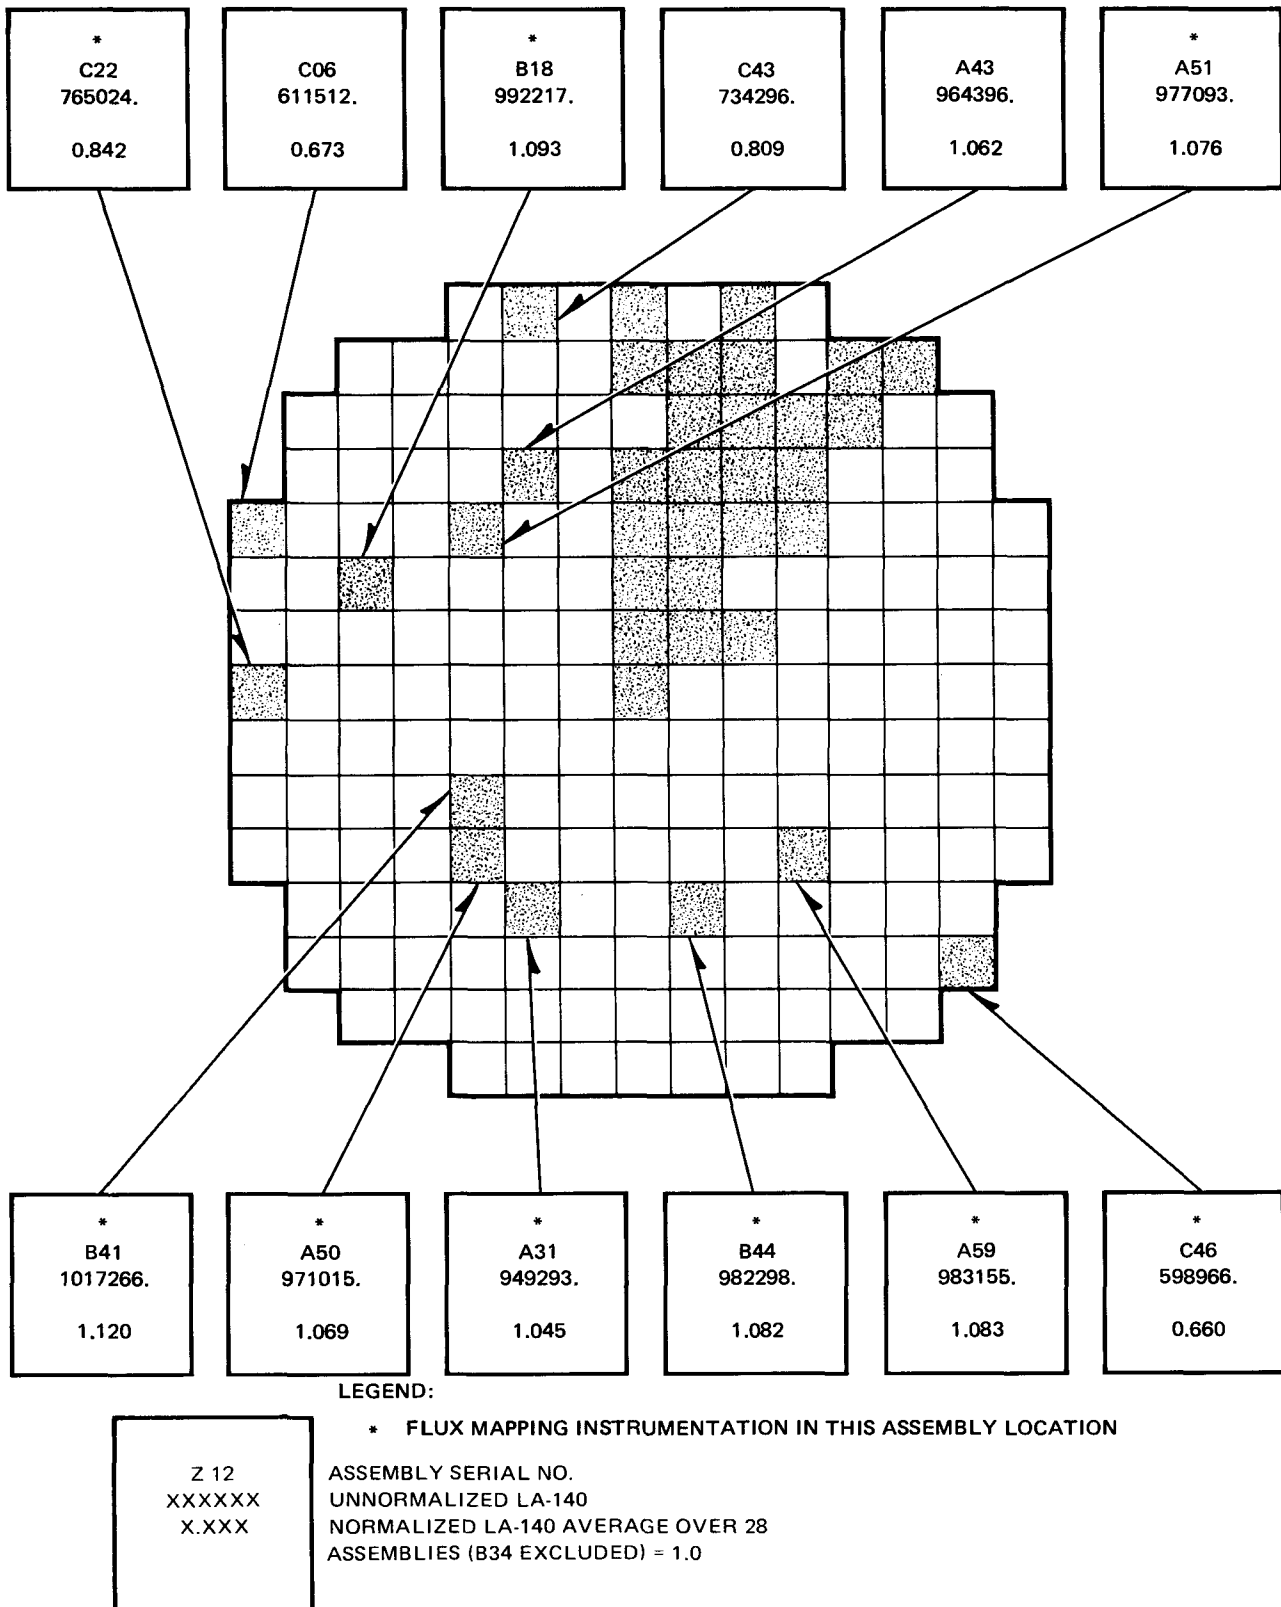 *
C22
765024.
0.842
C06
611512.
0.673
*
B18
992217.
1.093
C43
734296.
0.809
A43
964396.
1.062
*
A51
977093.
1.076
*
B41
1017266.
1.120
*
A50
971015.
1.069
*
A31
949293.
1.045
*
B44
982298.
1.082
*
A59
983155.
1.083
*
C46
598966.
0.660
LEGEND:
* FLUX MAPPING INSTRUMENTATION IN THIS ASSEMBLY LOCATION
Z 12 ASSEMBLY SERIAL NO.
XXXXXX UNNORMALIZED LA-140
X.XXX NORMALIZED LA-140 AVERAGE OVER 28
ASSEMBLIES (B34 EXCLUDED) = 1.0